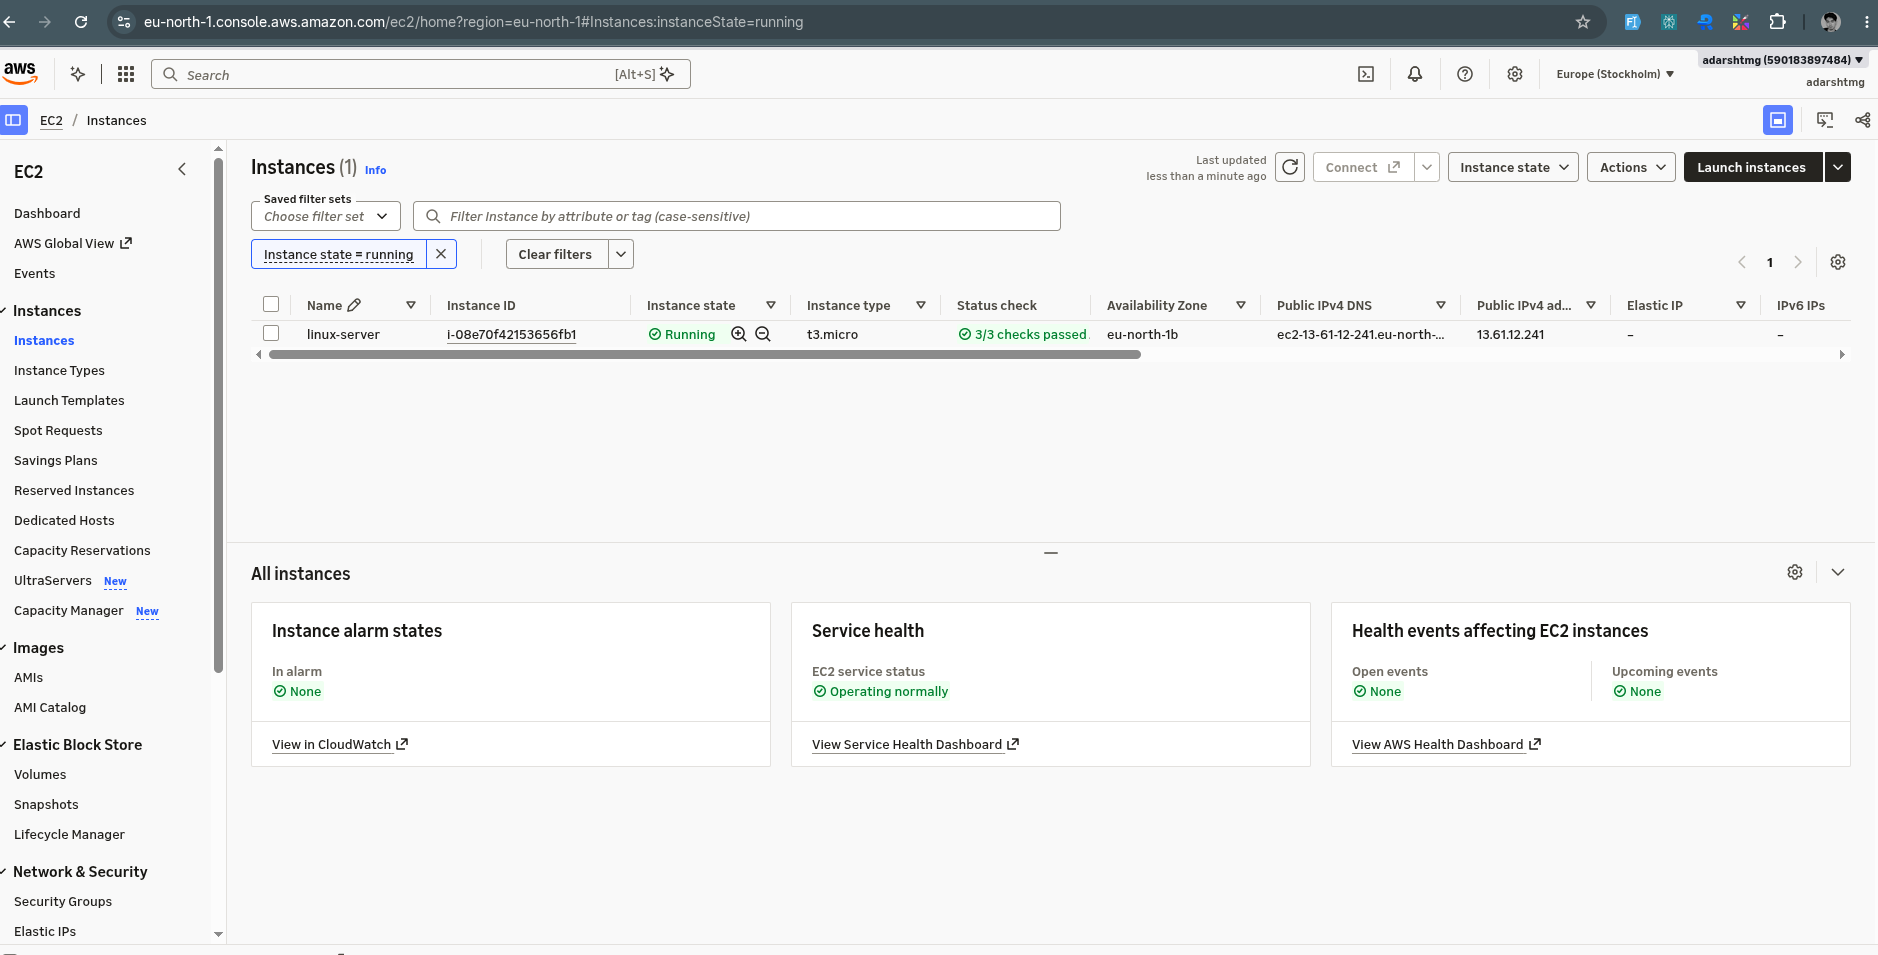 eu-north-1.console.aws.amazon.com/ec2/home?region=eu-north-1#Instances:instanceState=running
aws
Search
[Alt+S]
Europe (Stockholm)
adarshtmg (590183897484)
adarshtmg
EC2 / Instances
EC2
Dashboard
AWS Global View
Events
Instances
Instances
Instance Types
Launch Templates
Spot Requests
Savings Plans
Reserved Instances
Dedicated Hosts
Capacity Reservations
UltraServers New
Capacity Manager New
Images
AMIs
AMI Catalog
Elastic Block Store
Volumes
Snapshots
Lifecycle Manager
Network & Security
Security Groups
Elastic IPs
Instances (1) Info
Last updated
less than a minute ago
Connect
Instance state
Actions
Launch instances
Saved filter sets
Choose filter set
Filter Instance by attribute or tag (case-sensitive)
Instance state = running
Clear filters
1
Name Instance ID Instance state Instance type Status check Availability Zone Public IPv4 DNS Public IPv4 ad... Elastic IP IPv6 IPs
linux-server i-08e70f42153656fb1 Running t3.micro 3/3 checks passed eu-north-1b ec2-13-61-12-241.eu-north-... 13.61.12.241 – –
All instances
Instance alarm states
In alarm
None
View in CloudWatch
Service health
EC2 service status
Operating normally
View Service Health Dashboard
Health events affecting EC2 instances
Open events
None
Upcoming events
None
View AWS Health Dashboard